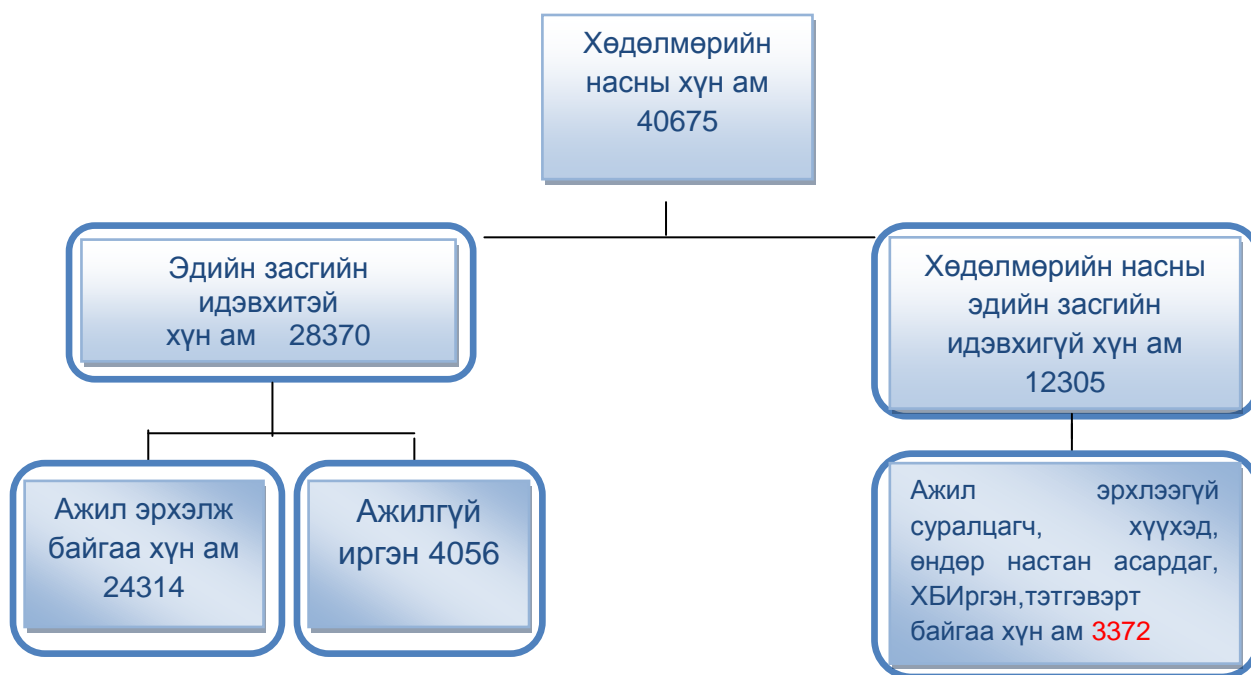 Хөдөлмөрийн
насны хүн ам
40675
Эдийн засгийн
идэвхитэй
хүн ам 28370
Хөдөлмөрийн насны
эдийн засгийн
идэвхигүй хүн ам
12305
Ажил эрхэлж
байгаа хүн ам
24314
Ажилгүй
иргэн 4056
Ажил эрхлээгүй
суралцагч, хүүхэд,
өндөр настан асардаг,
ХБИргэн,тэтгэвэрт
байгаа хүн ам 3372